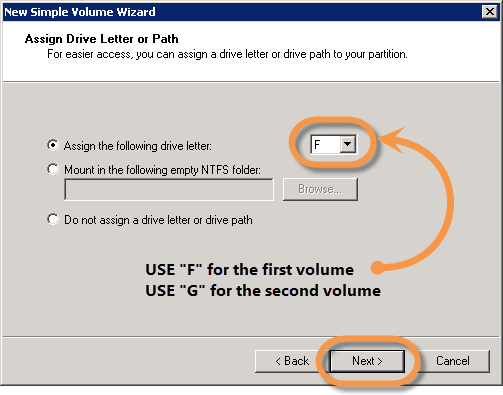 New Simple Volume Wizard
Assign Drive Letter or Path
For easier access, you can assign a drive letter or drive path to your partition.
Assign the following drive letter: F
Mount in the following empty NTFS folder:
Browse...
Do not assign a drive letter or drive path
USE "F" for the first volume
USE "G" for the second volume
< Back Next > Cancel